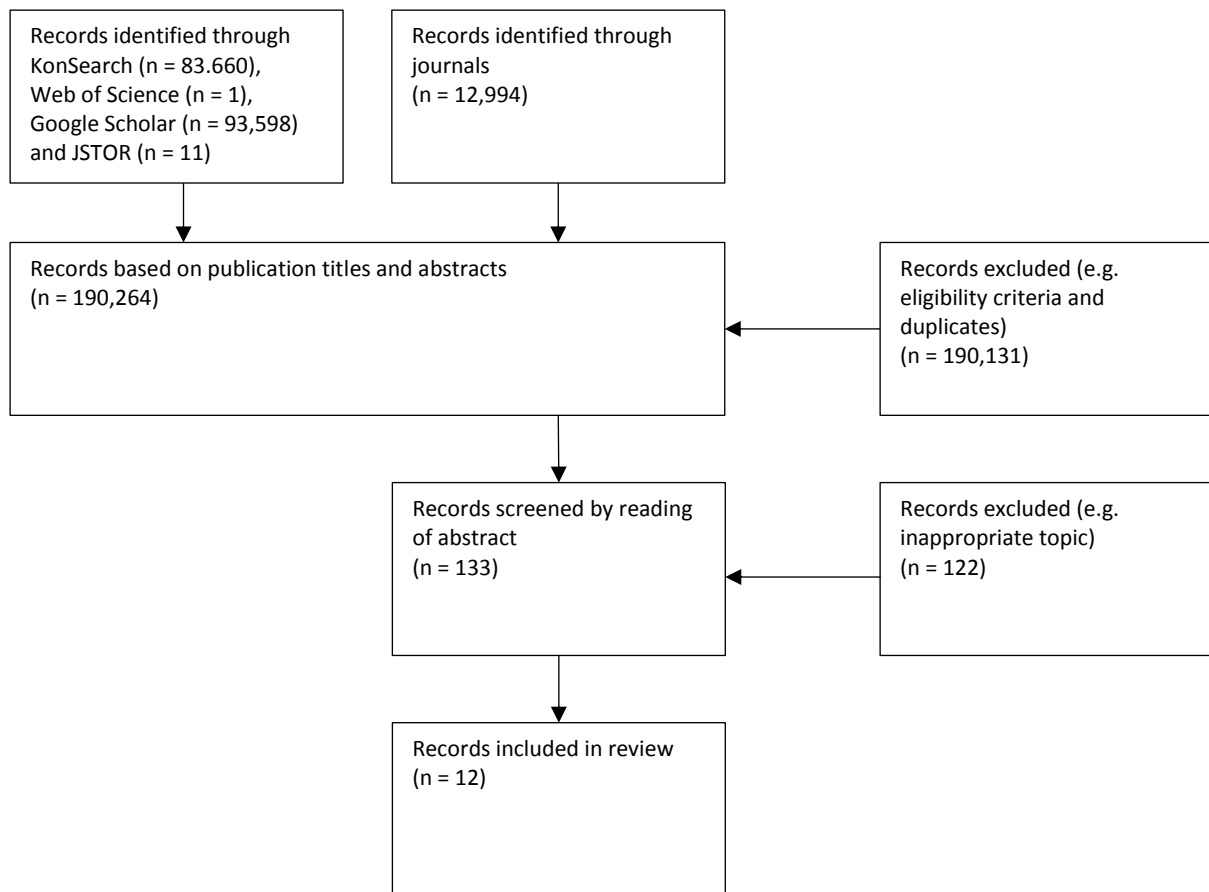 Records identified through
KonSearch (n = 83.660),
Web of Science (n = 1),
Google Scholar (n = 93,598)
and JSTOR (n = 11)
Records identified through
journals
(n = 12,994)
Records based on publication titles and abstracts
(n = 190,264)
Records excluded (e.g.
eligibility criteria and
duplicates)
(n = 190,131)
Records screened by reading
of abstract
(n = 133)
Records excluded (e.g.
inappropriate topic)
(n = 122)
Records included in review
(n = 12)